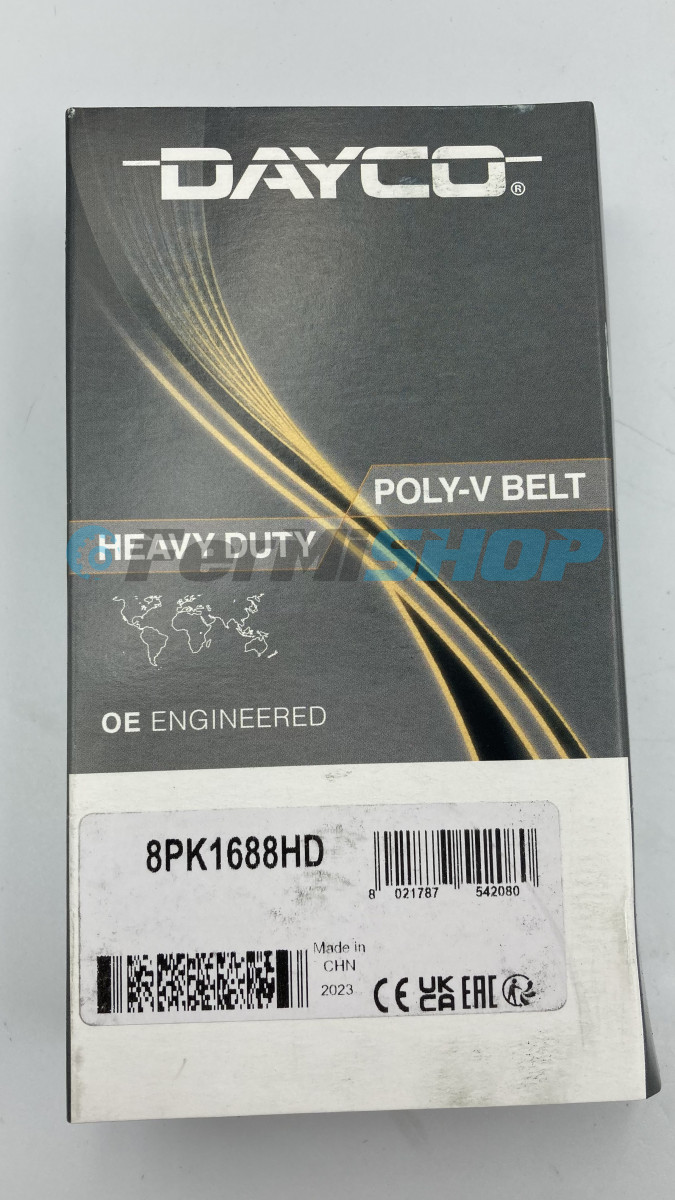 DAYCO®
POLY-V BELT
HEAVY DUTY
FermiSHOP
OE ENGINEERED
8PK1688HD
8 021787 542080
Made in
CHN
2023
CE UK CA EAC